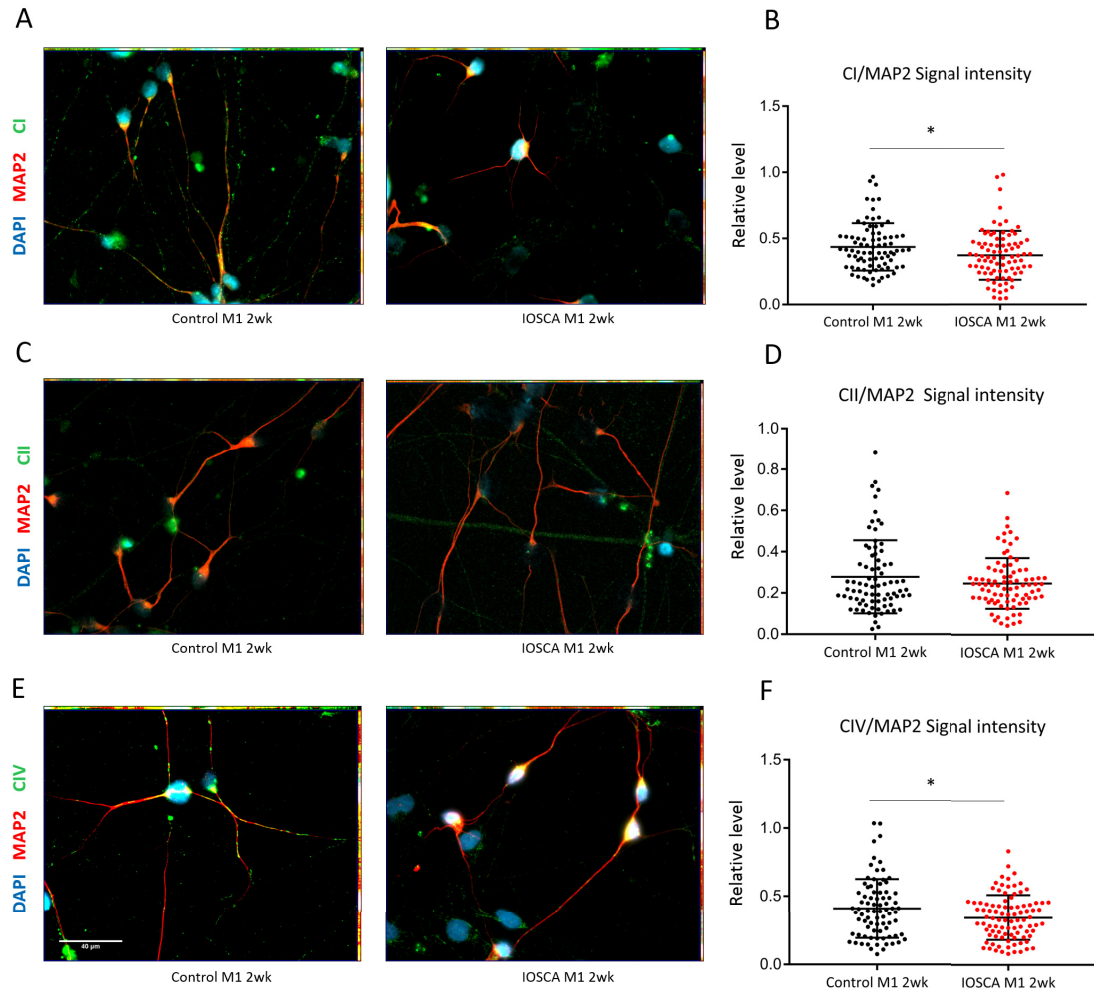 A
DAPI MAP2 CI
Control M1 2wk
IOSCA M1 2wk
B
CI/MAP2 Signal intensity
*
Relative level
1.5
1.0
0.5
0.0
Control M1 2wk
IOSCA M1 2wk
C
DAPI MAP2 CII
Control M1 2wk
IOSCA M1 2wk
D
CII/MAP2 Signal intensity
Relative level
1.0
0.8
0.6
0.4
0.2
0.0
Control M1 2wk
IOSCA M1 2wk
E
DAPI MAP2 CIV
40 µm
Control M1 2wk
IOSCA M1 2wk
F
CIV/MAP2 Signal intensity
*
Relative level
1.5
1.0
0.5
0.0
Control M1 2wk
IOSCA M1 2wk